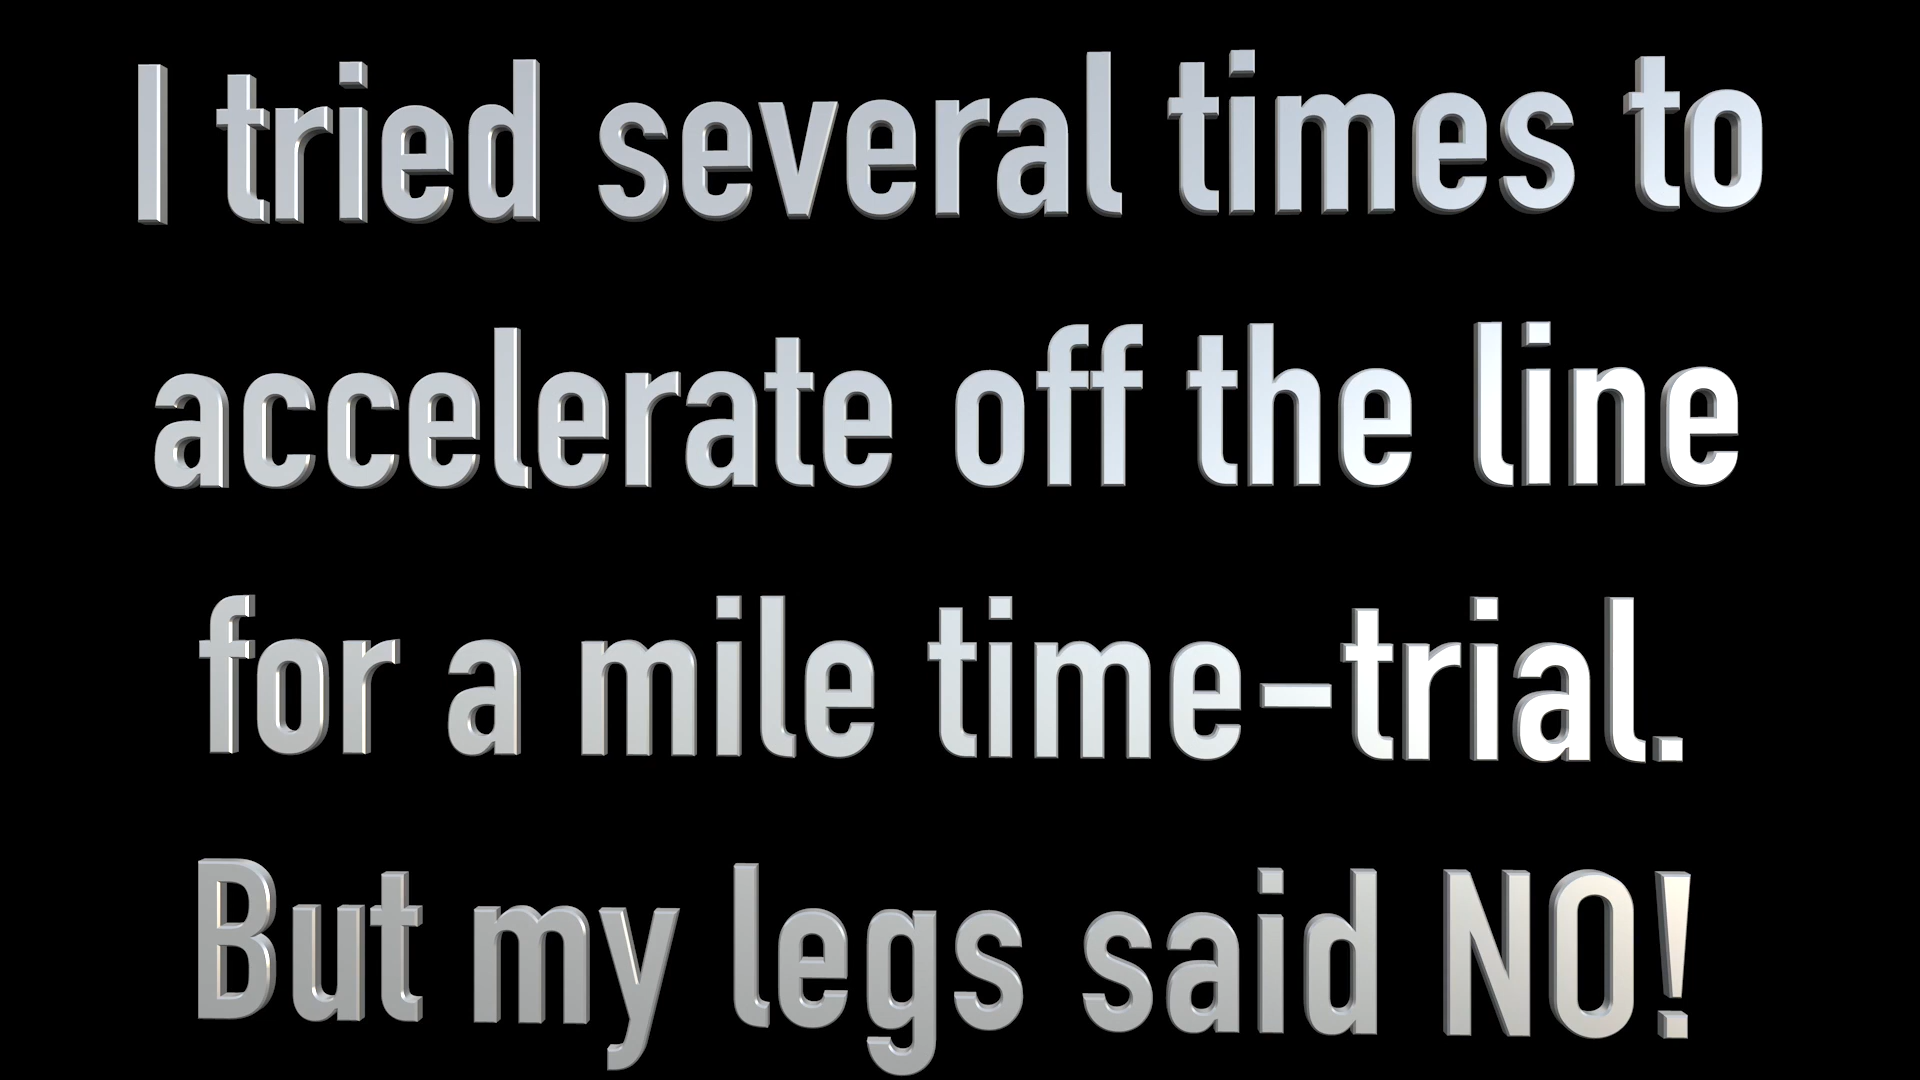 I tried several times to
accelerate off the line
for a mile time-trial.
But my legs said NO!